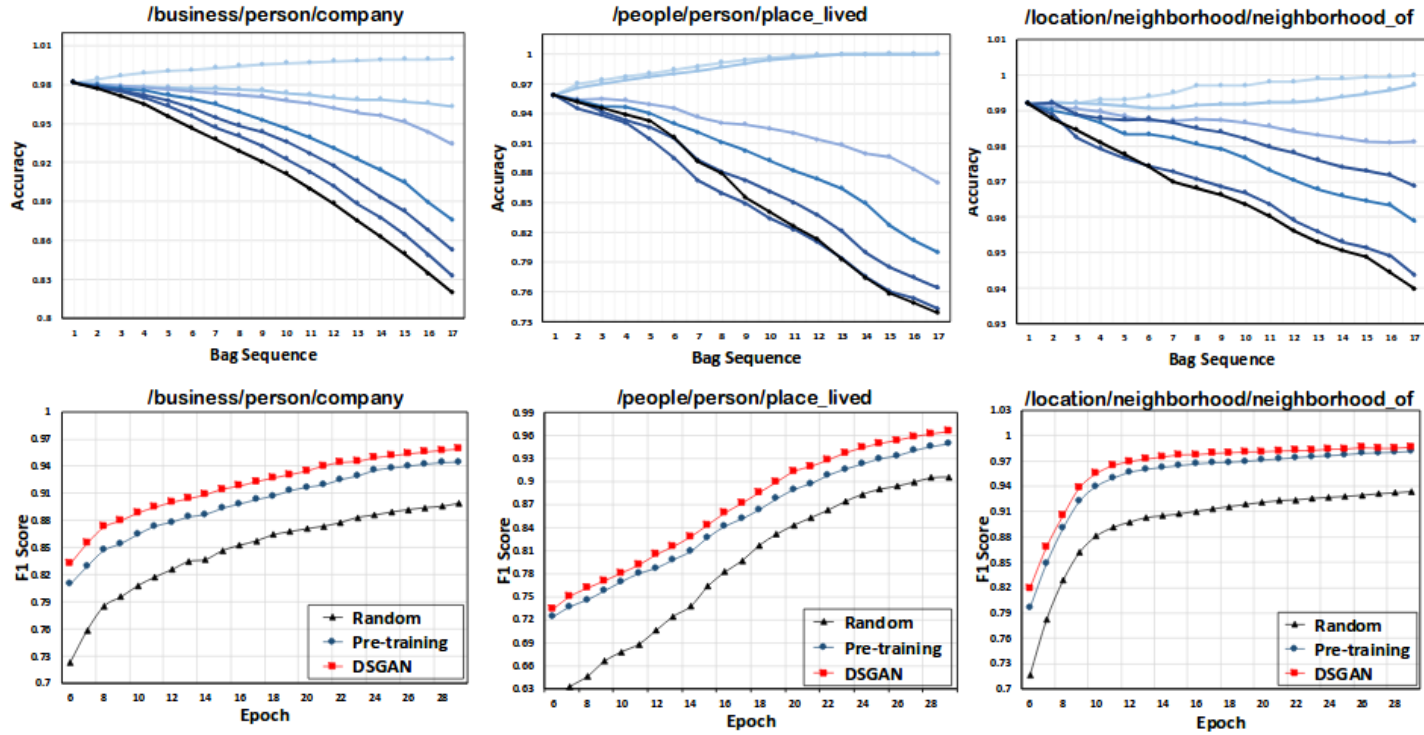 /business/person/company
1.01
0.98
0.95
0.92
0.89
0.86
0.83
0.8
Accuracy
1 2 3 4 5 6 7 8 9 10 11 12 13 14 15 16 17
Bag Sequence
/people/person/place_lived
1
0.97
0.94
0.91
0.88
0.85
0.82
0.79
0.76
0.73
Accuracy
1 2 3 4 5 6 7 8 9 10 11 12 13 14 15 16 17
Bag Sequence
/location/neighborhood/neighborhood_of
1.01
1
0.99
0.98
0.97
0.96
0.95
0.94
0.93
Accuracy
1 2 3 4 5 6 7 8 9 10 11 12 13 14 15 16 17
Bag Sequence
/business/person/company
1
0.97
0.94
0.91
0.88
0.85
0.82
0.79
0.76
0.73
0.7
F1 Score
Random
Pre-training
DSGAN
6 8 10 12 14 16 18 20 22 24 26 28
Epoch
/people/person/place_lived
0.99
0.96
0.93
0.9
0.87
0.84
0.81
0.78
0.75
0.72
0.69
0.66
0.63
F1 Score
Random
Pre-training
DSGAN
6 8 10 12 14 16 18 20 22 24 26 28
Epoch
/location/neighborhood/neighborhood_of
1.03
1
0.97
0.94
0.91
0.88
0.85
0.82
0.79
0.76
0.73
0.7
F1 Score
Random
Pre-training
DSGAN
6 8 10 12 14 16 18 20 22 24 26 28
Epoch